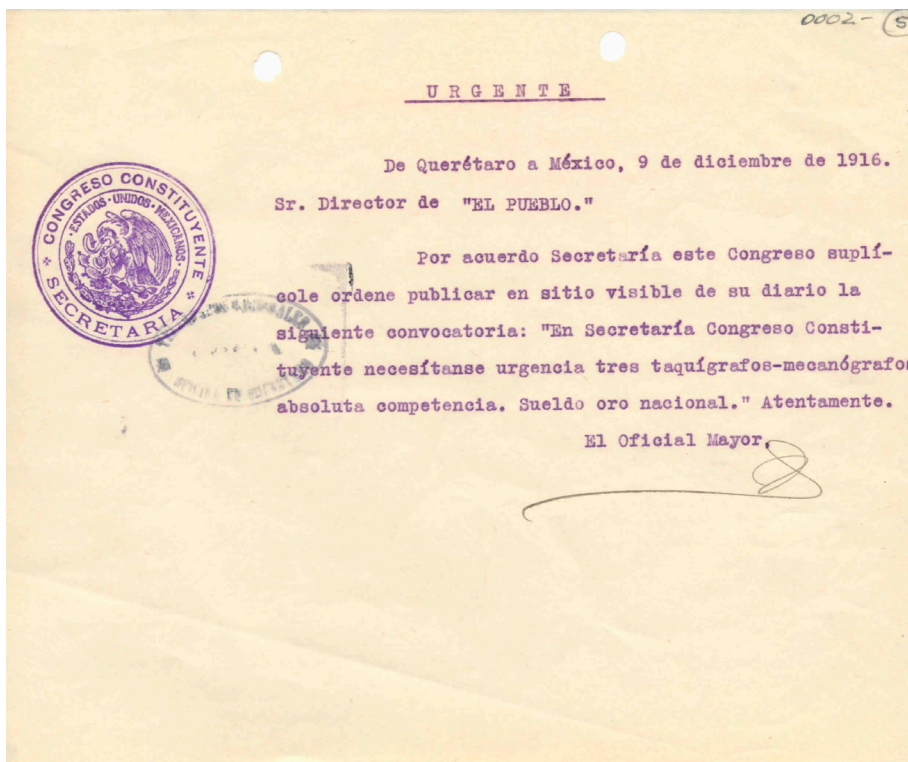 0002- (5
URGENTE
De Querétaro a México, 9 de diciembre de 1916.
Sr. Director de "EL PUEBLO."
Por acuerdo Secretaría este Congreso suplí-
cole ordene publicar en sitio visible de su diario la
siguiente convocatoria: "En Secretaría Congreso Consti-
tuyente necesítanse urgencia tres taquígrafos-mecanógrafo
absoluta competencia. Sueldo oro nacional." Atentamente.
El Oficial Mayor,
CONGRESO CONSTITUYENTE
ESTADOS·UNIDOS·MEXICANOS
SECRETARIA